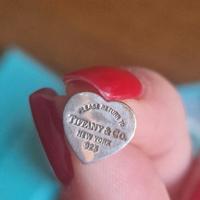 PLEASE RETURN TO
TIFFANY & CO.
NEW YORK
925